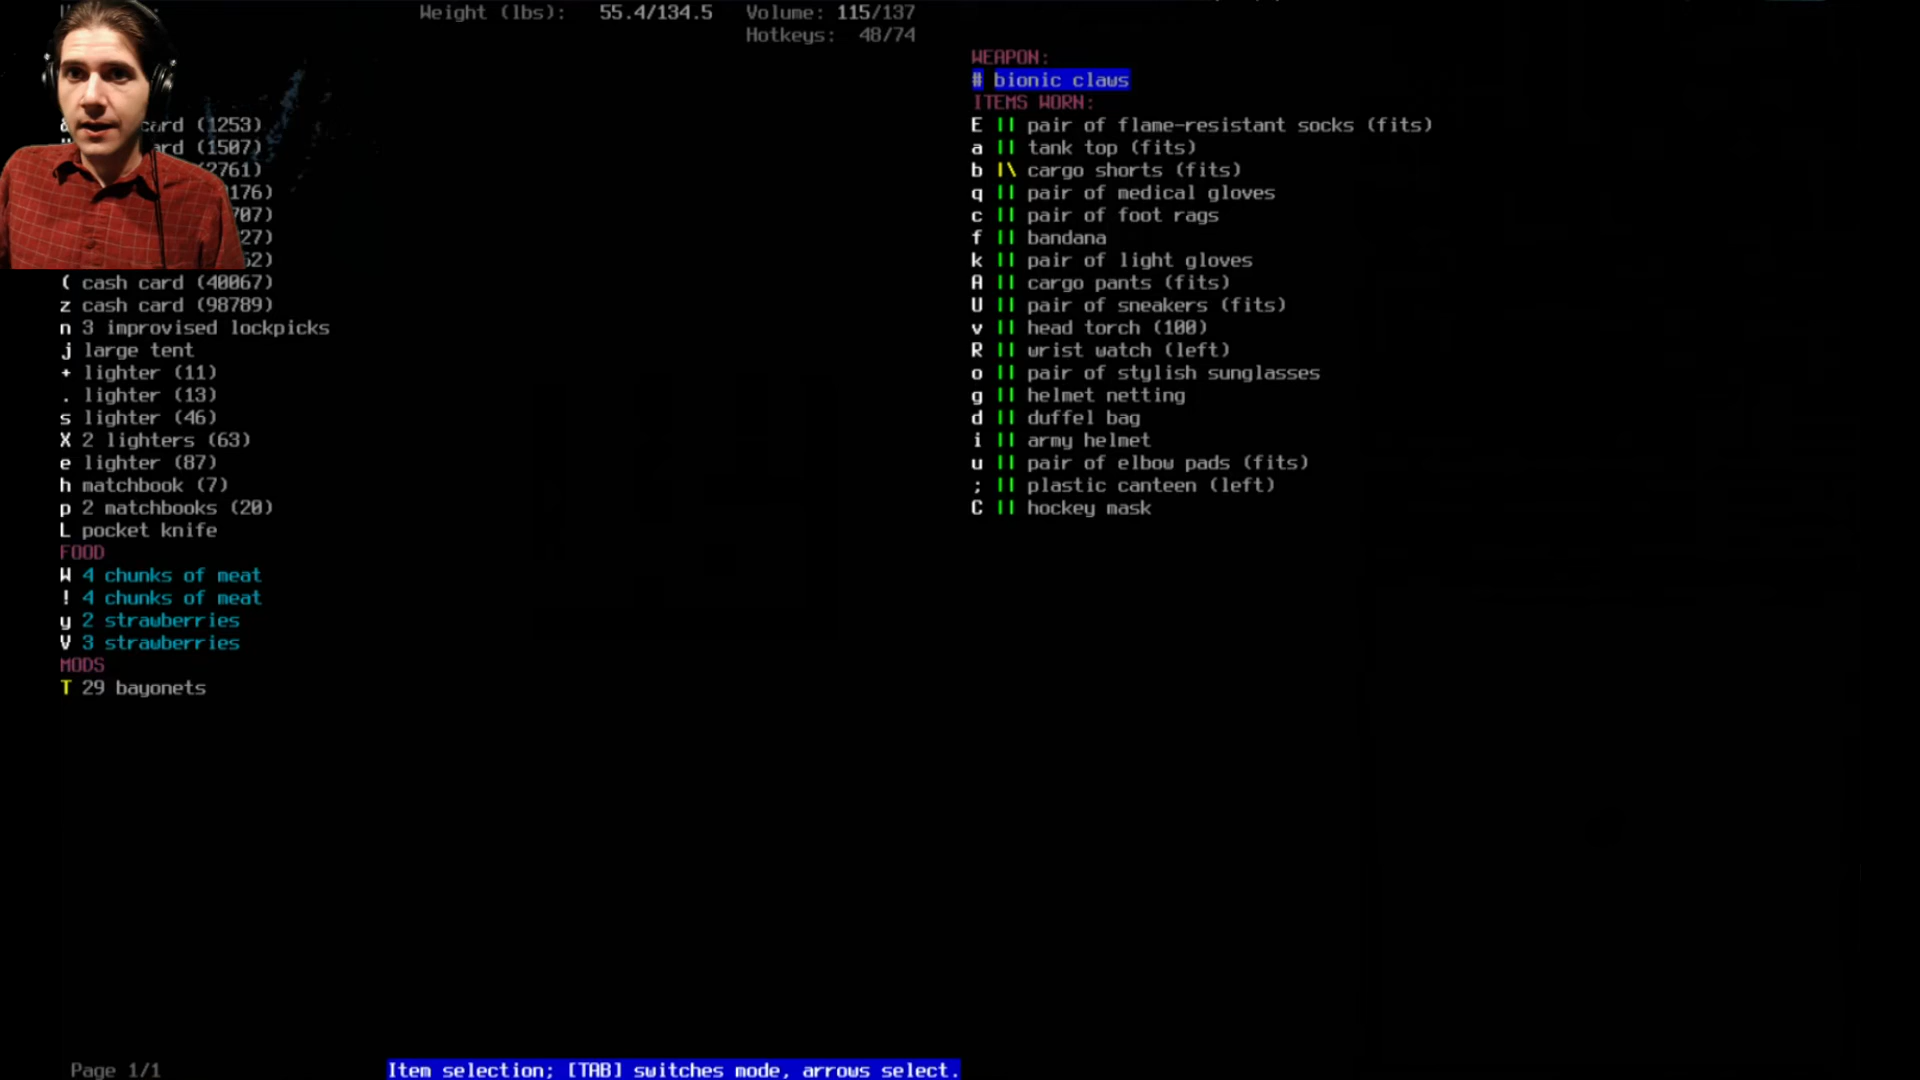 Weight (lbs): 55.4/134.5 Volume: 115/137
Hotkeys: 48/74
card (1253)
(1507)
2761)
176)
707)
27)
52)
( cash card (40067)
z cash card (98789)
n 3 improvised lockpicks
j large tent
+ lighter (11)
. lighter (13)
s lighter (46)
X 2 lighters (63)
e lighter (87)
h matchbook (7)
p 2 matchbooks (20)
L pocket knife
FOOD
W 4 chunks of meat
! 4 chunks of meat
y 2 strawberries
V 3 strawberries
MODS
T 29 bayonets
WEAPON:
# bionic claws
ITEMS WORN:
E || pair of flame-resistant socks (fits)
a || tank top (fits)
b |\ cargo shorts (fits)
q || pair of medical gloves
c || pair of foot rags
f || bandana
k || pair of light gloves
A || cargo pants (fits)
U || pair of sneakers (fits)
v || head torch (100)
R || wrist watch (left)
o || pair of stylish sunglasses
g || helmet netting
d || duffel bag
i || army helmet
u || pair of elbow pads (fits)
; || plastic canteen (left)
C || hockey mask
Page 1/1
Item selection; [TAB] switches mode, arrows select.